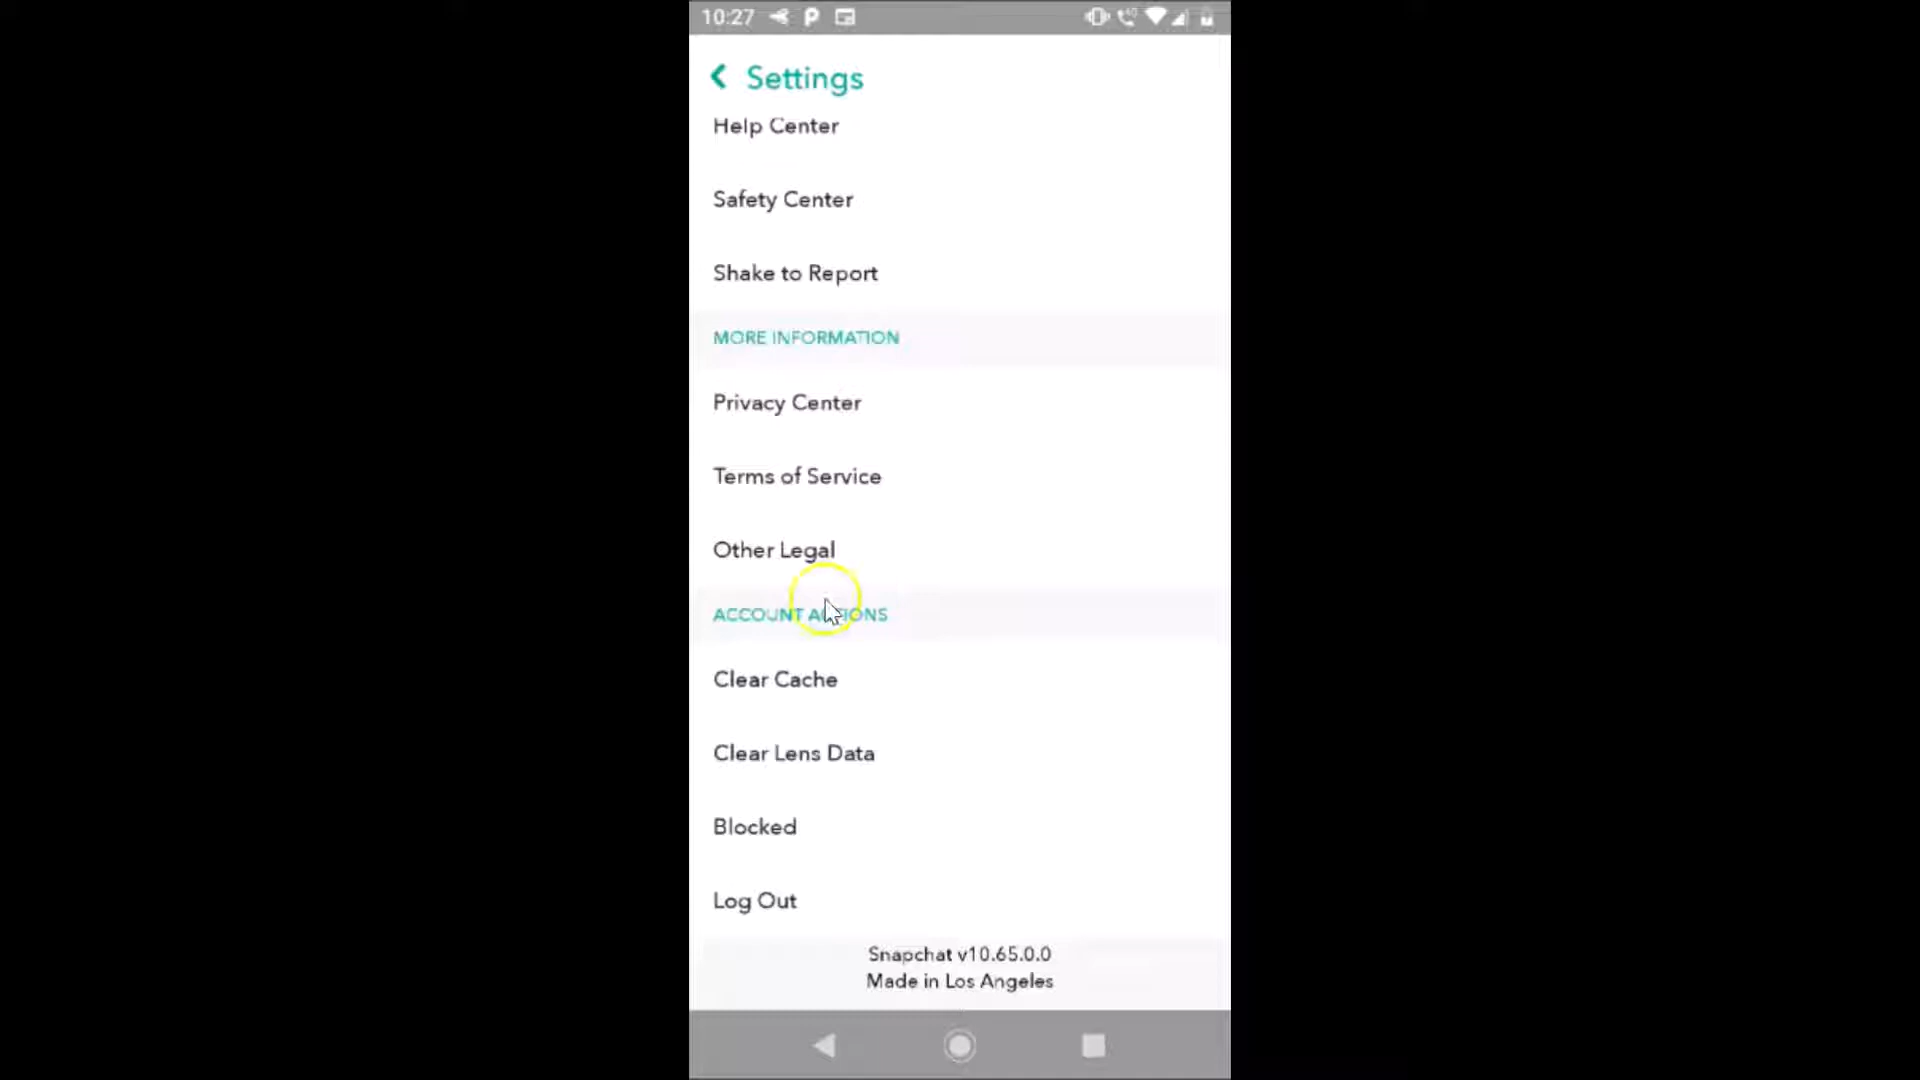 10:27
Settings
Help Center
Safety Center
Shake to Report
MORE INFORMATION
Privacy Center
Terms of Service
Other Legal
ACCOUNT ACTIONS
Clear Cache
Clear Lens Data
Blocked
Log Out
Snapchat v10.65.0.0
Made in Los Angeles